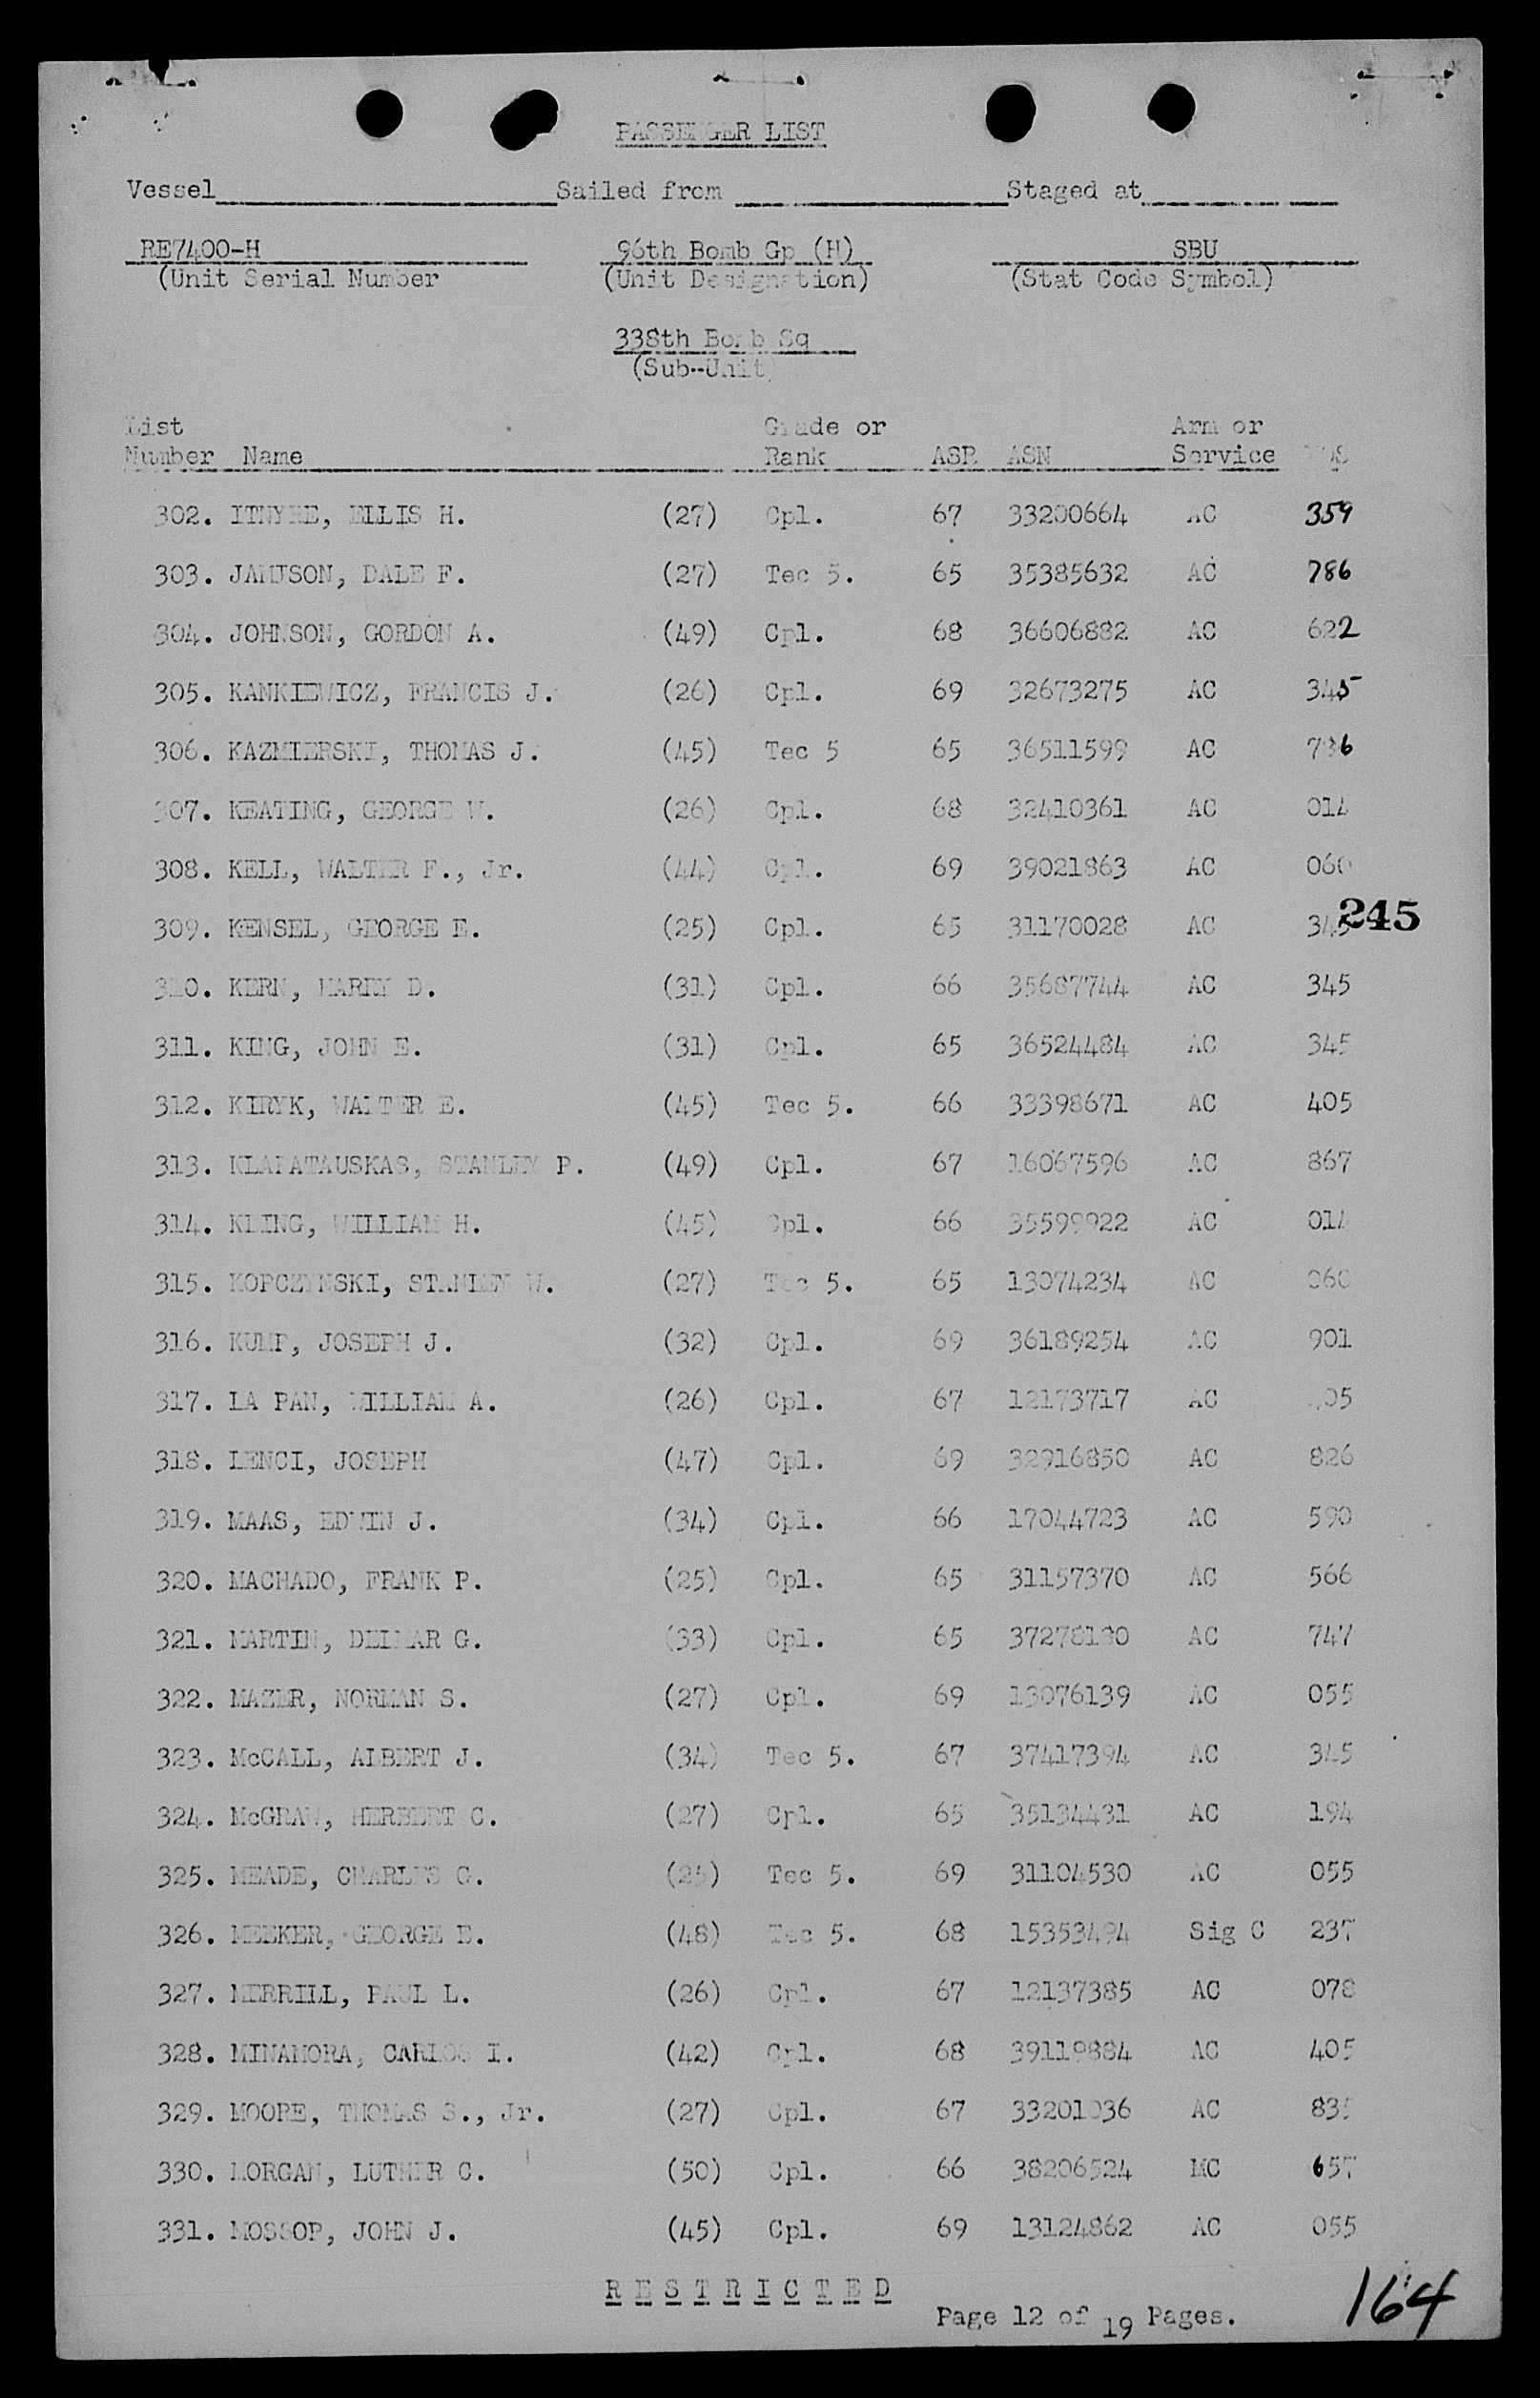 PASSENGER LIST
Vessel Sailed from Staged at
RE7400-H 96th Bomb Gp (H) SBU
(Unit Serial Number (Unit Designation) (Stat Code Symbol)
338th Bomb Sq
(Sub-Unit)
List Grade or Arm or
Number Name Rank ASR ASN Service MOS
302. ITNYRE, ELLIS H. (27) Cpl. 67 33200664 AC 359
303. JAMISON, DALE F. (27) Tec 5. 65 35385632 AC 786
304. JOHNSON, GORDON A. (49) Cpl. 68 36606882 AC 622
305. KANKIEWICZ, FRANCIS J. (26) Cpl. 69 32673275 AC 345
306. KAZMIERSKI, THOMAS J. (45) Tec 5 65 36511599 AC 786
307. KEATING, GEORGE W. (26) Cpl. 68 32410361 AC 014
308. KELL, WALTER F., Jr. (44) Cpl. 69 39021863 AC 060
245
309. KENSEL, GEORGE E. (25) Cpl. 65 31170028 AC 345
310. KERN, HARRY D. (31) Cpl. 66 35687744 AC 345
311. KING, JOHN E. (31) Cpl. 65 36524484 AC 345
312. KIRYK, WALTER E. (45) Tec 5. 66 33398671 AC 405
313. KLAPATAUSKAS, STANLEY P. (49) Cpl. 67 16067596 AC 867
314. KLING, WILLIAM H. (45) Cpl. 66 35599922 AC 014
315. KOPCZYNSKI, STANLEY W. (27) Tec 5. 65 13074234 AC 060
316. KUMP, JOSEPH J. (32) Cpl. 69 36189254 AC 901
317. LA PAN, WILLIAM A. (26) Cpl. 67 12173717 AC
318. LENCI, JOSEPH (47) Cpl. 69 32916850 AC 826
319. MAAS, EDWIN J. (34) Cpl. 66 17044723 AC 590
320. MACHADO, FRANK P. (25) Cpl. 65 31157370 AC 566
321. MARTIN, DELMAR G. (33) Cpl. 65 37278130 AC 747
322. MAZER, NORMAN S. (27) Cpl. 69 13076139 AC 055
323. McCALL, ALBERT J. (34) Tec 5. 67 37417394 AC 345
324. McGRAW, HERBERT C. (27) Cpl. 65 35134431 AC 194
325. MEADE, CHARLES G. (25) Tec 5. 69 31104530 AC 055
326. MEEKER, GEORGE E. (48) Tec 5. 68 15353494 Sig C 237
327. MERRILL, PAUL L. (26) Cpl. 67 12137385 AC 078
328. MINAMORA, CARLOS I. (42) Cpl. 68 39119884 AC 405
329. MOORE, THOMAS S., Jr. (27) Cpl. 67 33201036 AC 835
330. MORGAN, LUTHER C. (50) Cpl. 66 38206524 MC 657
331. MOSSOP, JOHN J. (45) Cpl. 69 13124862 AC 055
R E S T R I C T E D
Page 12 of 19 Pages.
164